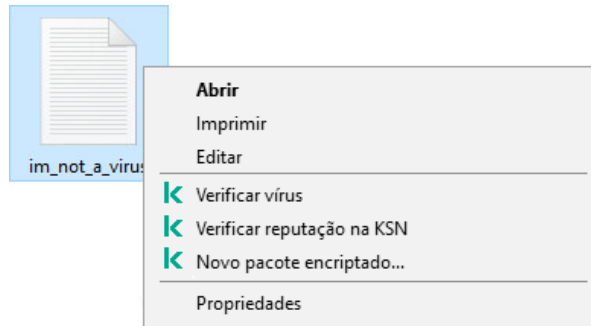 im_not_a_virus
Abrir
Imprimir
Editar
Verificar vírus
Verificar reputação na KSN
Novo pacote encriptado...
Propriedades